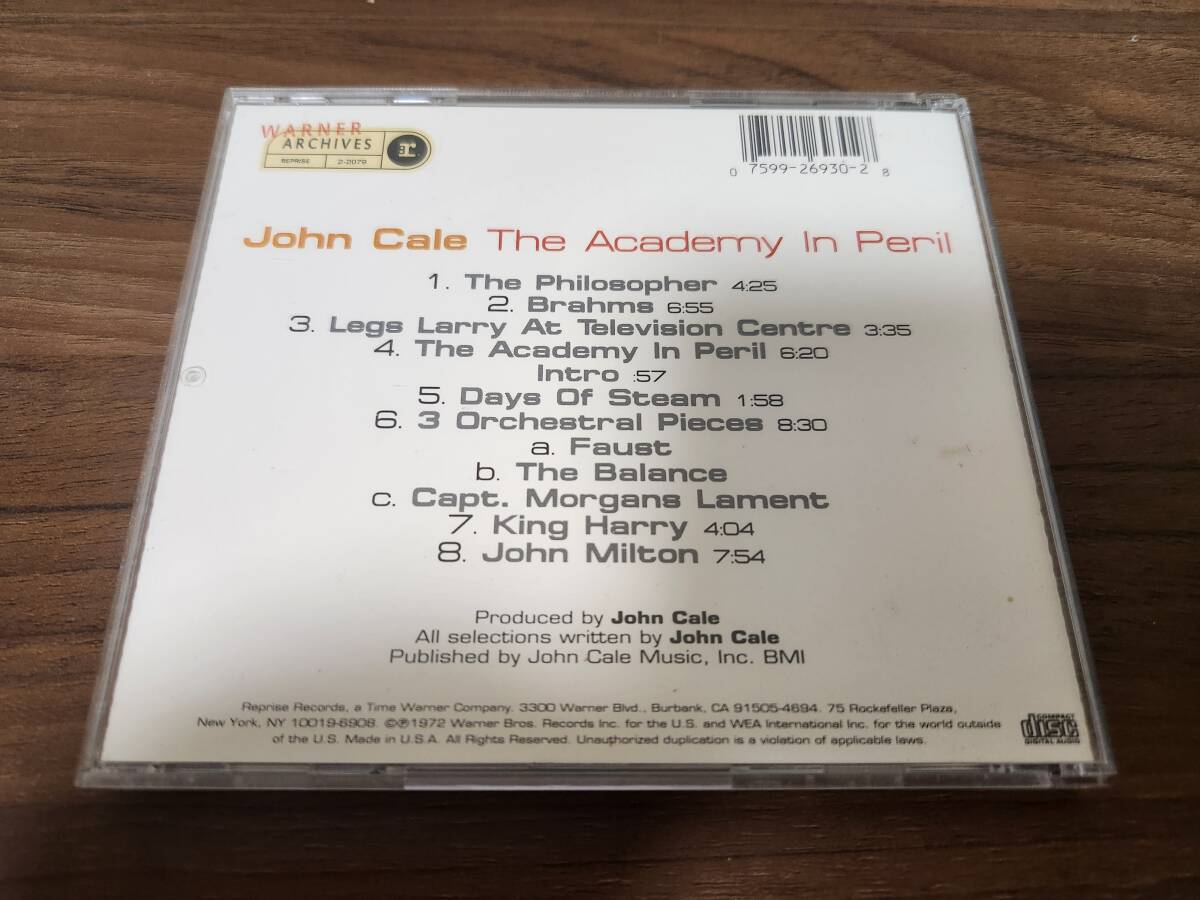 WARNER
ARCHIVES
REPRISE 2-2079
r
0 7599-26930-2 8
John Cale The Academy In Peril
1. The Philosopher 4:25
2. Brahms 6:55
3. Legs Larry At Television Centre 3:35
4. The Academy In Peril 6:20
Intro :57
5. Days Of Steam 1:58
6. 3 Orchestral Pieces 8:30
a. Faust
b. The Balance
c. Capt. Morgans Lament
7. King Harry 4:04
8. John Milton 7:54
Produced by John Cale
All selections written by John Cale
Published by John Cale Music, Inc. BMI
Reprise Records, a Time Warner Company. 3300 Warner Blvd., Burbank, CA 91505-4694. 75 Rockefeller Plaza,
New York, NY 10019-6908. ©℗1972 Warner Bros. Records Inc. for the U.S. and WEA International Inc. for the world outside
of the U.S. Made in U.S.A. All Rights Reserved. Unauthorized duplication is a violation of applicable laws.
COMPACT
disc
DIGITAL AUDIO